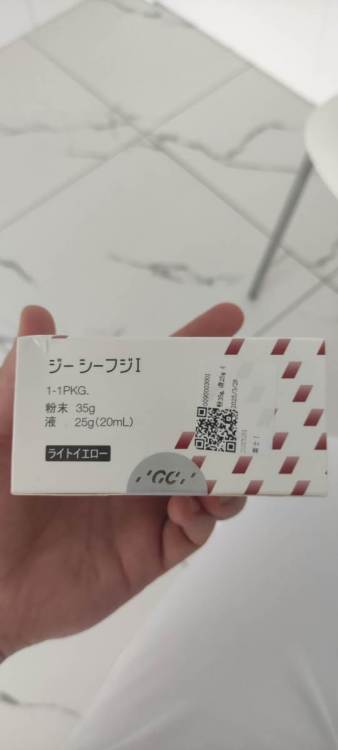 ジーシーフジI
1-1PKG.
粉末 35g
液 25g(20mL)
ライトイエロー
GC